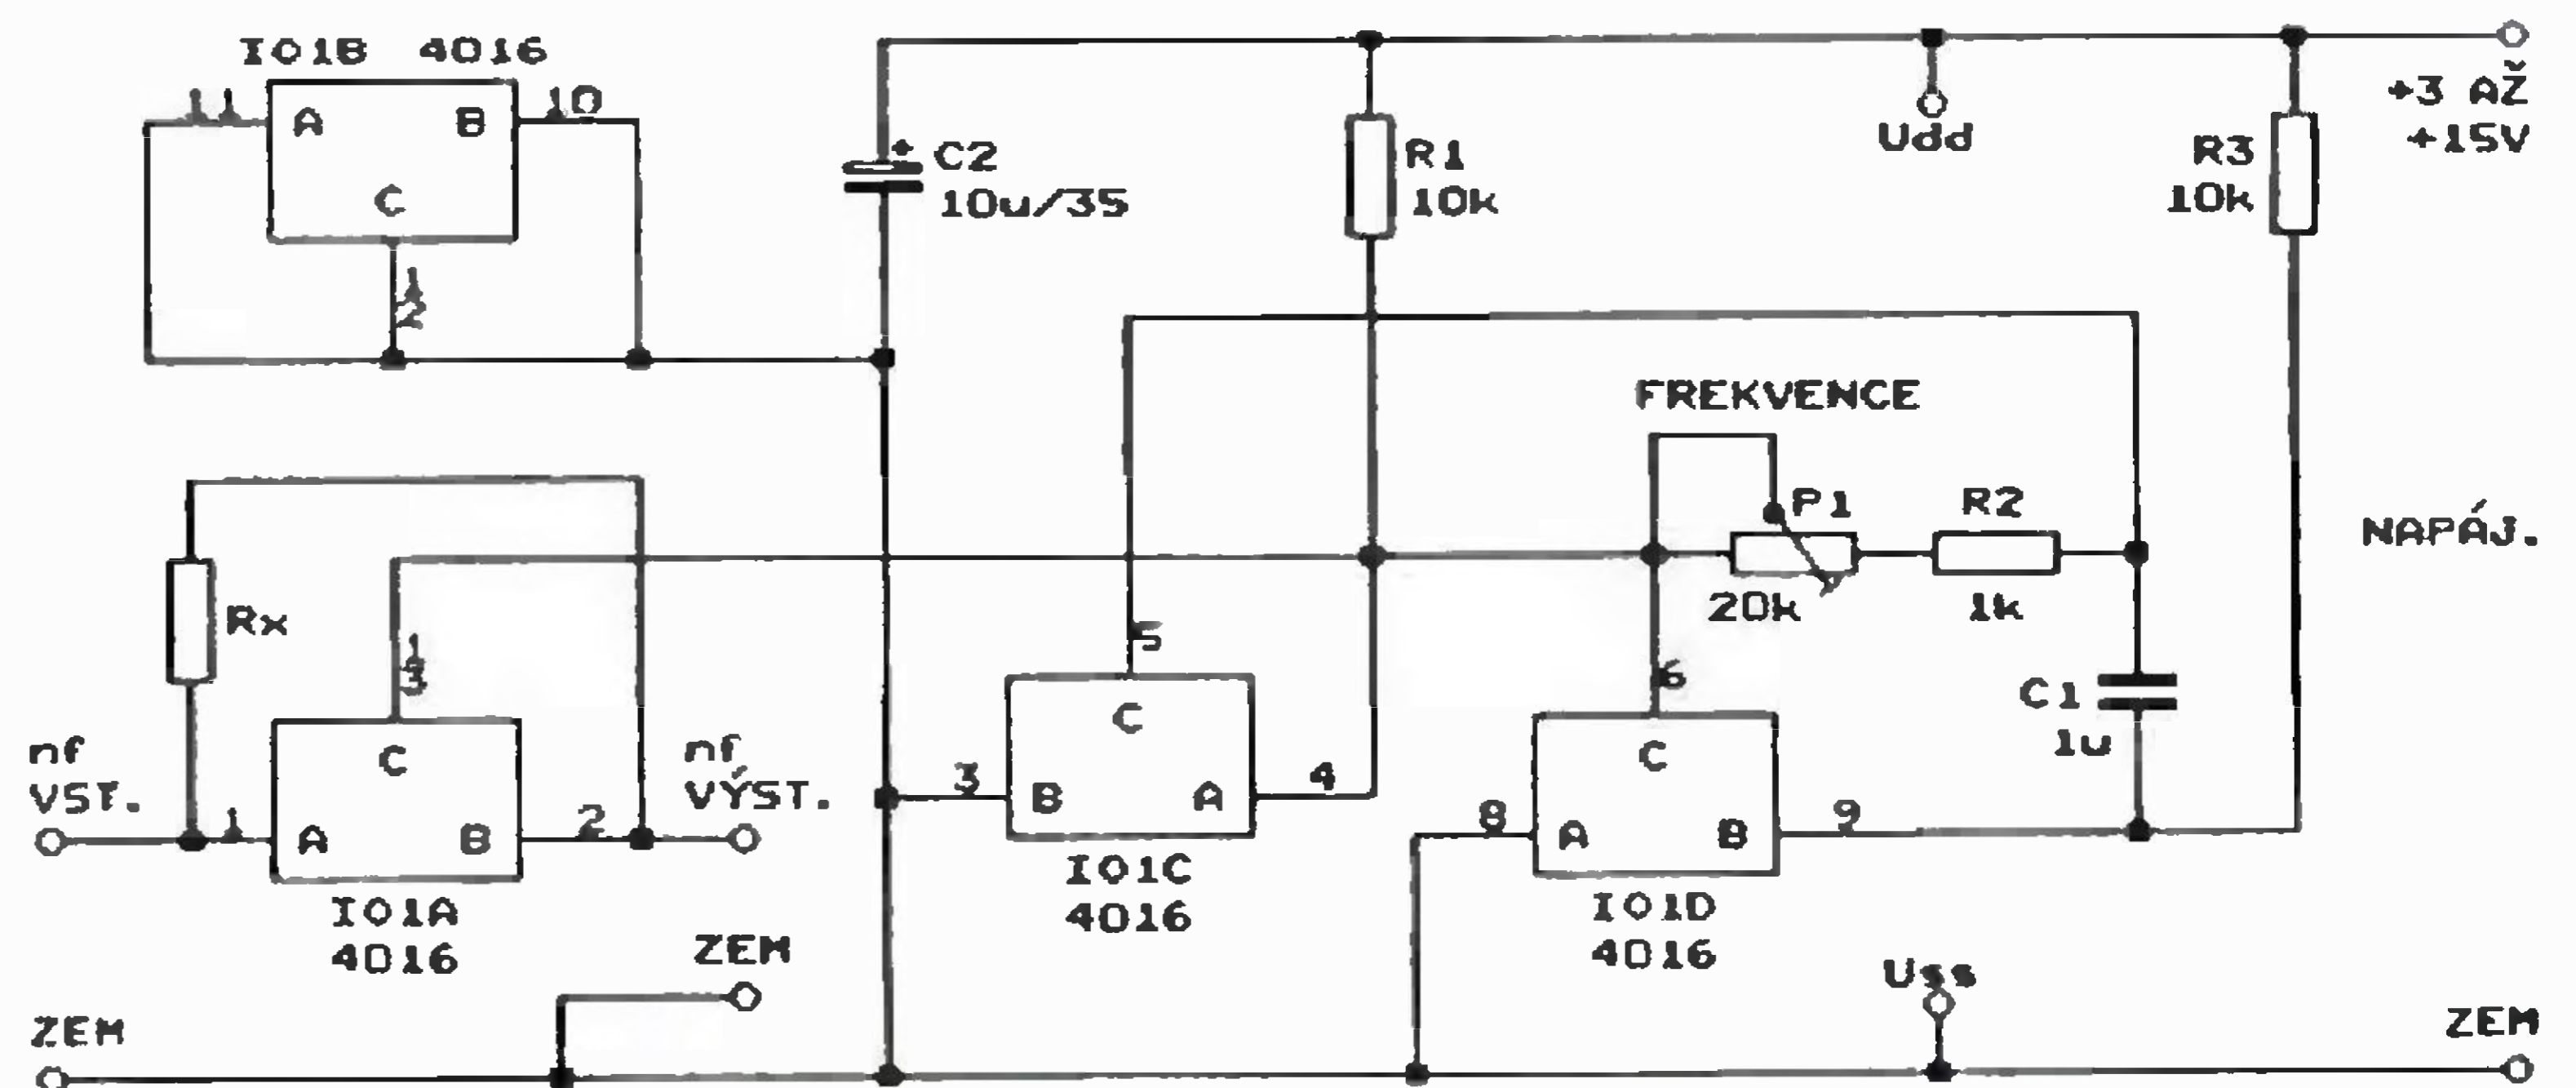 IO1B 4016
11
A
B
10
C
12
C2
10u/35
R1
10k
Udd
R3
10k
+3 AŽ
+15V
FREKVENCE
P1
20k
R2
1k
NAPÁJ.
Rx
13
C
nf
VST.
1
A
B
2
nf
VÝST.
IO1A
4016
5
C
3
B
A
4
IO1C
4016
6
C
8
A
B
9
IO1D
4016
C1
1u
ZEM
ZEM
Uss
ZEM